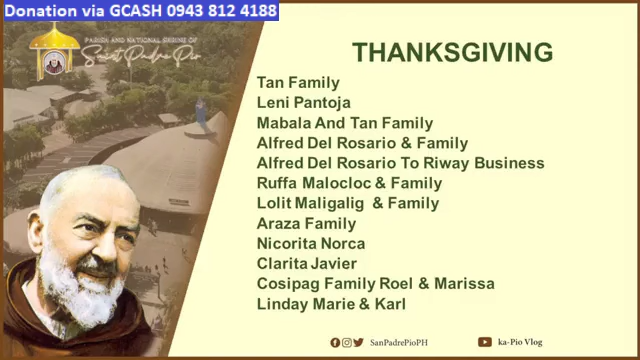 Donation via GCASH 0943 812 4188
PARISH AND NATIONAL SHRINE OF
Saint Padre Pio
THANKSGIVING
Tan Family
Leni Pantoja
Mabala And Tan Family
Alfred Del Rosario & Family
Alfred Del Rosario To Riway Business
Ruffa Malocloc & Family
Lolit Maligalig & Family
Araza Family
Nicorita Norca
Clarita Javier
Cosipag Family Roel & Marissa
Linday Marie & Karl
SanPadrePioPH
ka-Pio Vlog